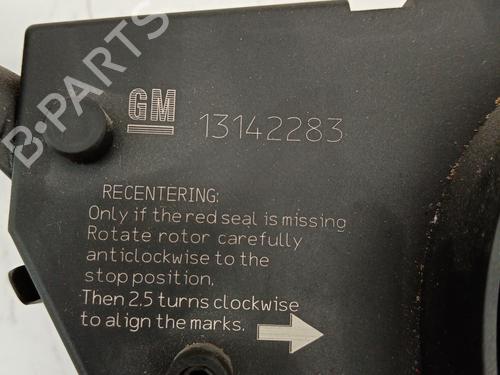 GM 13142283
RECENTERING:
Only if the red seal is missing
Rotate rotor carefully
anticlockwise to the
stop position.
Then 2.5 turns clockwise
to align the marks.
B-PARTS